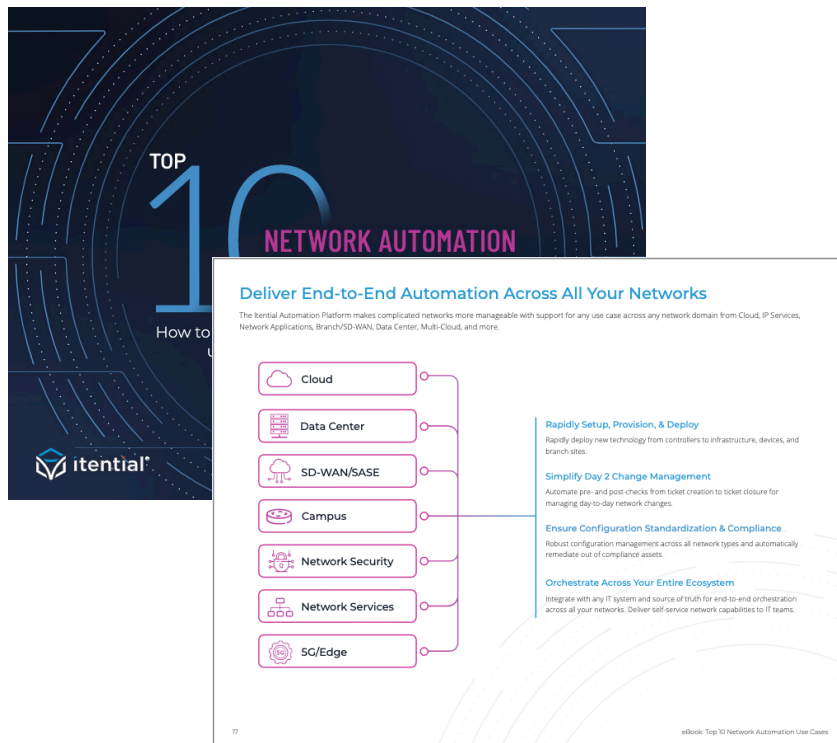 TOP
10
NETWORK AUTOMATION
How to
itential
Deliver End-to-End Automation Across All Your Networks
The Itential Automation Platform makes complicated networks more manageable with support for any use case across any network domain from Cloud, IP Services,
Network Applications, Branch/SD-WAN, Data Center, Multi-Cloud, and more.
Cloud
Data Center
SD-WAN/SASE
Campus
Network Security
Network Services
5G
5G/Edge
Rapidly Setup, Provision, & Deploy
Rapidly deploy new technology from controllers to infrastructure, devices, and
branch sites.
Simplify Day 2 Change Management
Automate pre- and post-checks from ticket creation to ticket closure for
managing day-to-day network changes.
Ensure Configuration Standardization & Compliance
Robust configuration management across all network types and automatically
remediate out of compliance assets.
Orchestrate Across Your Entire Ecosystem
Integrate with any IT system and source of truth for end-to-end orchestration
across all your networks. Deliver self-service network capabilities to IT teams.
17
eBook: Top 10 Network Automation Use Cases